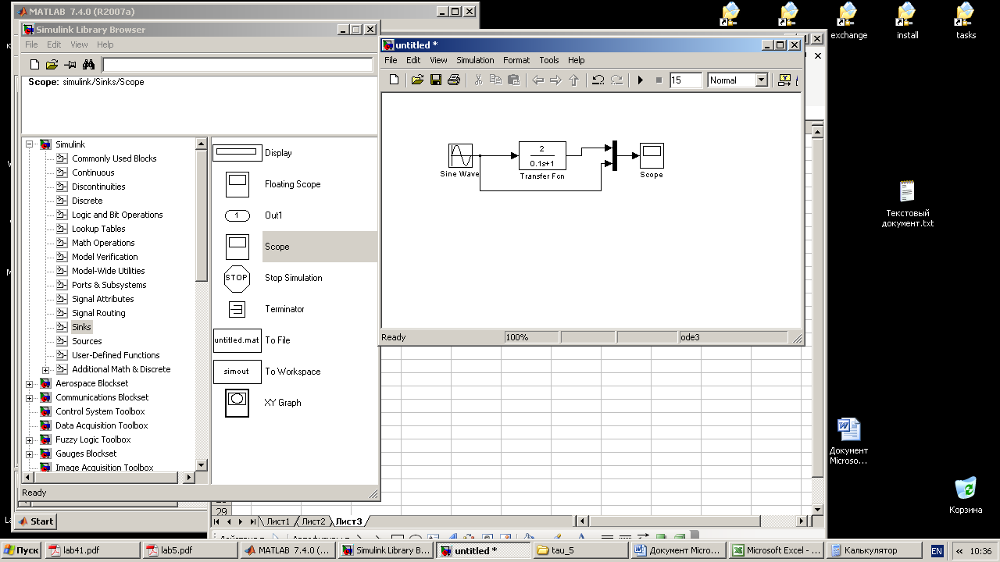 MATLAB 7.4.0 (R2007a)
Simulink Library Browser
File Edit View Help
Scope: simulink/Sinks/Scope
Simulink
Commonly Used Blocks
Continuous
Discontinuities
Discrete
Logic and Bit Operations
Lookup Tables
Math Operations
Model Verification
Model-Wide Utilities
Ports & Subsystems
Signal Attributes
Signal Routing
Sinks
Sources
User-Defined Functions
Additional Math & Discrete
Aerospace Blockset
Communications Blockset
Control System Toolbox
Data Acquisition Toolbox
Fuzzy Logic Toolbox
Gauges Blockset
Image Acquisition Toolbox
Display
Floating Scope
1 Out1
Scope
STOP Stop Simulation
Terminator
untitled.mat To File
simout To Workspace
XY Graph
Ready
Start
untitled *
File Edit View Simulation Format Tools Help
15 Normal
Sine Wave
2
0.1s+1
Transfer Fcn
Scope
Ready 100% ode3
29
Лист1 Лист2 Лист3
exchange
install
tasks
Текстовый
документ.txt
Документ
Microso...
Корзина
Пуск
lab41.pdf
lab5.pdf
MATLAB 7.4.0 (...
Simulink Library ...
untitled *
tau_5
Документ Micro...
Microsoft Excel - ...
Калькулятор
EN
10:36